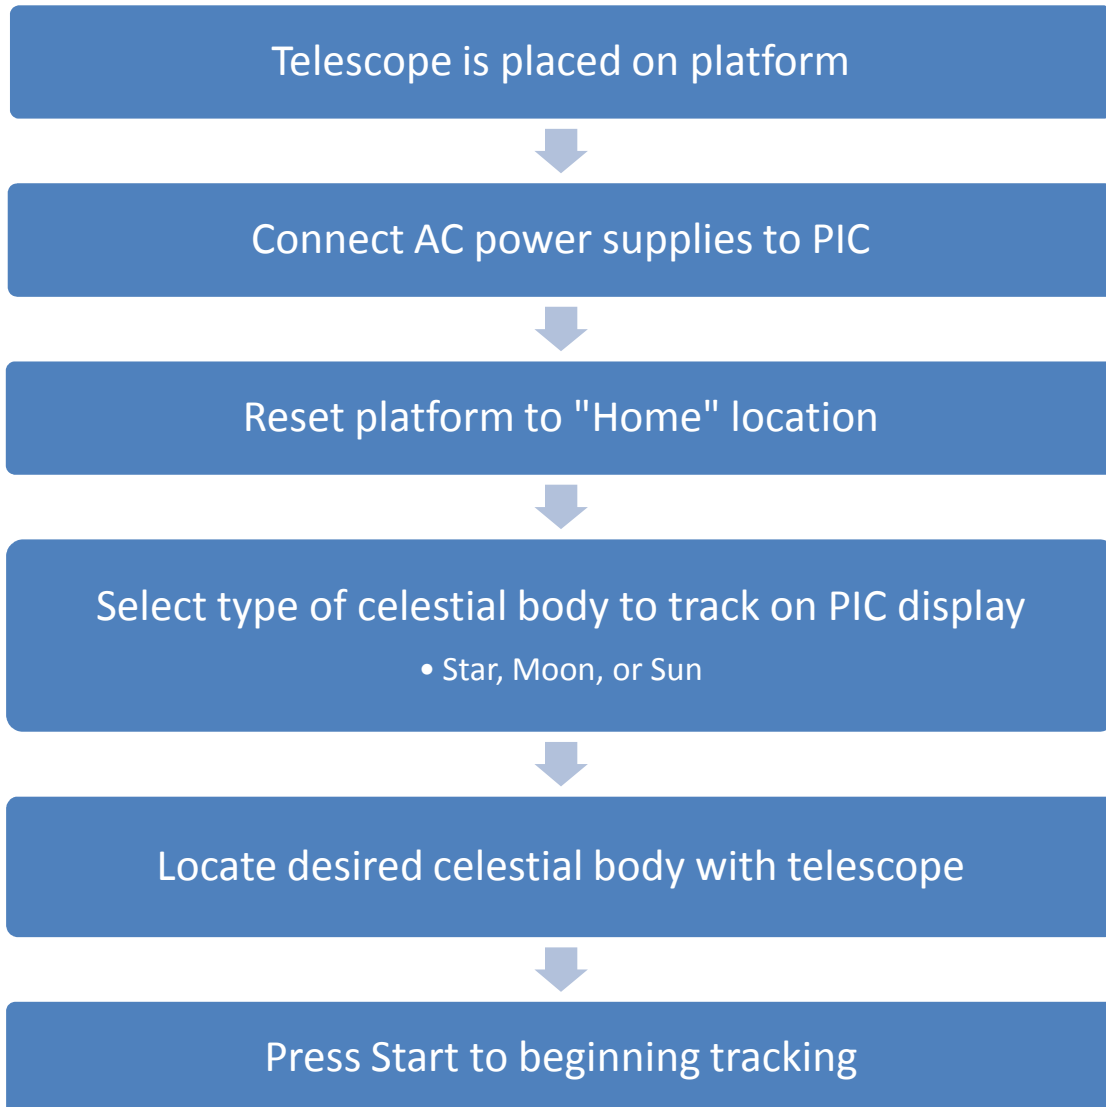 Telescope is placed on platform
Connect AC power supplies to PIC
Reset platform to "Home" location
Select type of celestial body to track on PIC display
• Star, Moon, or Sun
Locate desired celestial body with telescope
Press Start to beginning tracking